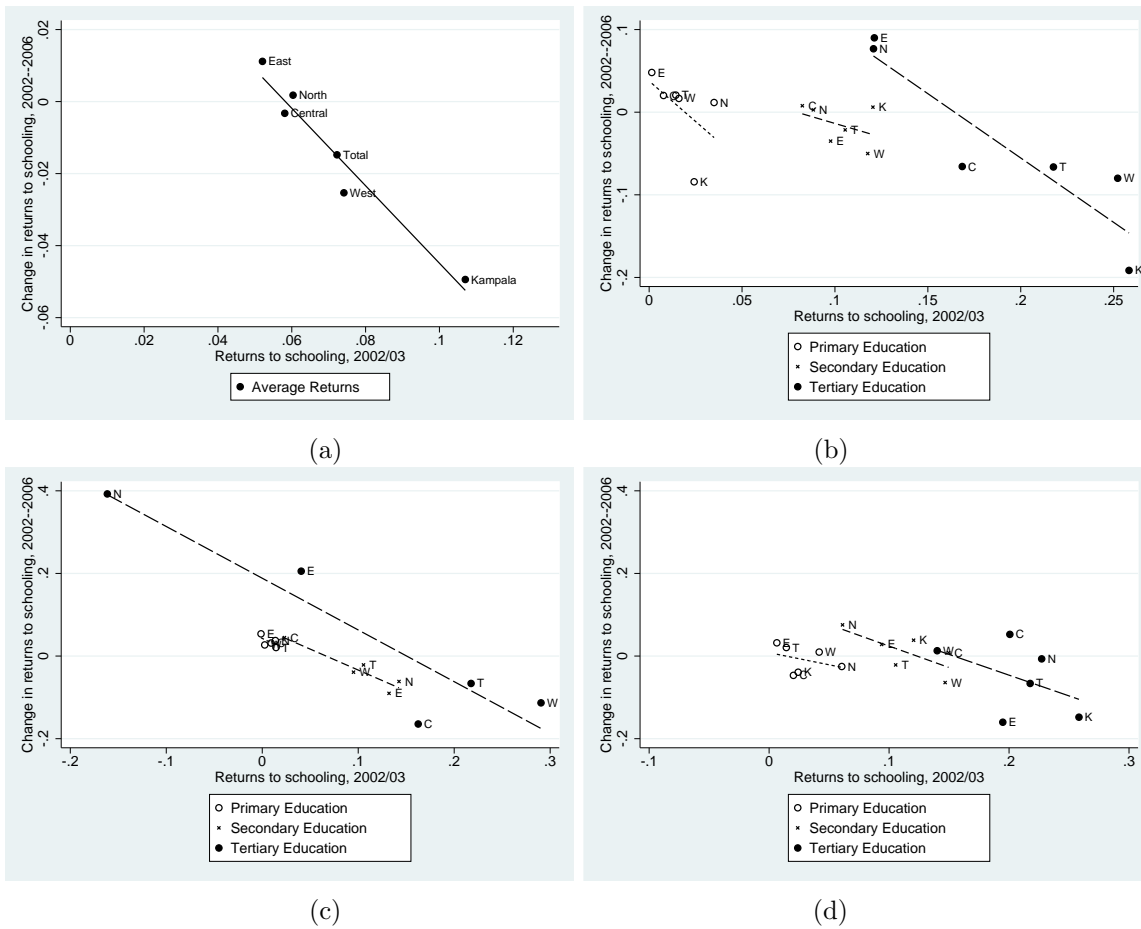 Change in returns to schooling, 2002--2006
.02
0
-.02
-.04
-.06
East
North
Central
Total
West
Kampala
0 .02 .04 .06 .08 .1 .12
Returns to schooling, 2002/03
Average Returns
(a)
Change in returns to schooling, 2002--2006
.1
0
-.1
-.2
E
E
N
T
W
N
K
C
N
K
T
E
W
C
T
W
K
0 .05 .1 .15 .2 .25
Returns to schooling, 2002/03
Primary Education
Secondary Education
Tertiary Education
(b)
Change in returns to schooling, 2002--2006
.4
.2
0
-.2
N
E
E
C
T
T
W
N
E
T
W
C
-.2 -.1 0 .1 .2 .3
Returns to schooling, 2002/03
Primary Education
Secondary Education
Tertiary Education
(c)
Change in returns to schooling, 2002--2006
.4
.2
0
-.2
N
E
T
W
K
N
E
K
T
W
C
W
C
N
T
E
K
-.1 0 .1 .2 .3
Returns to schooling, 2002/03
Primary Education
Secondary Education
Tertiary Education
(d)